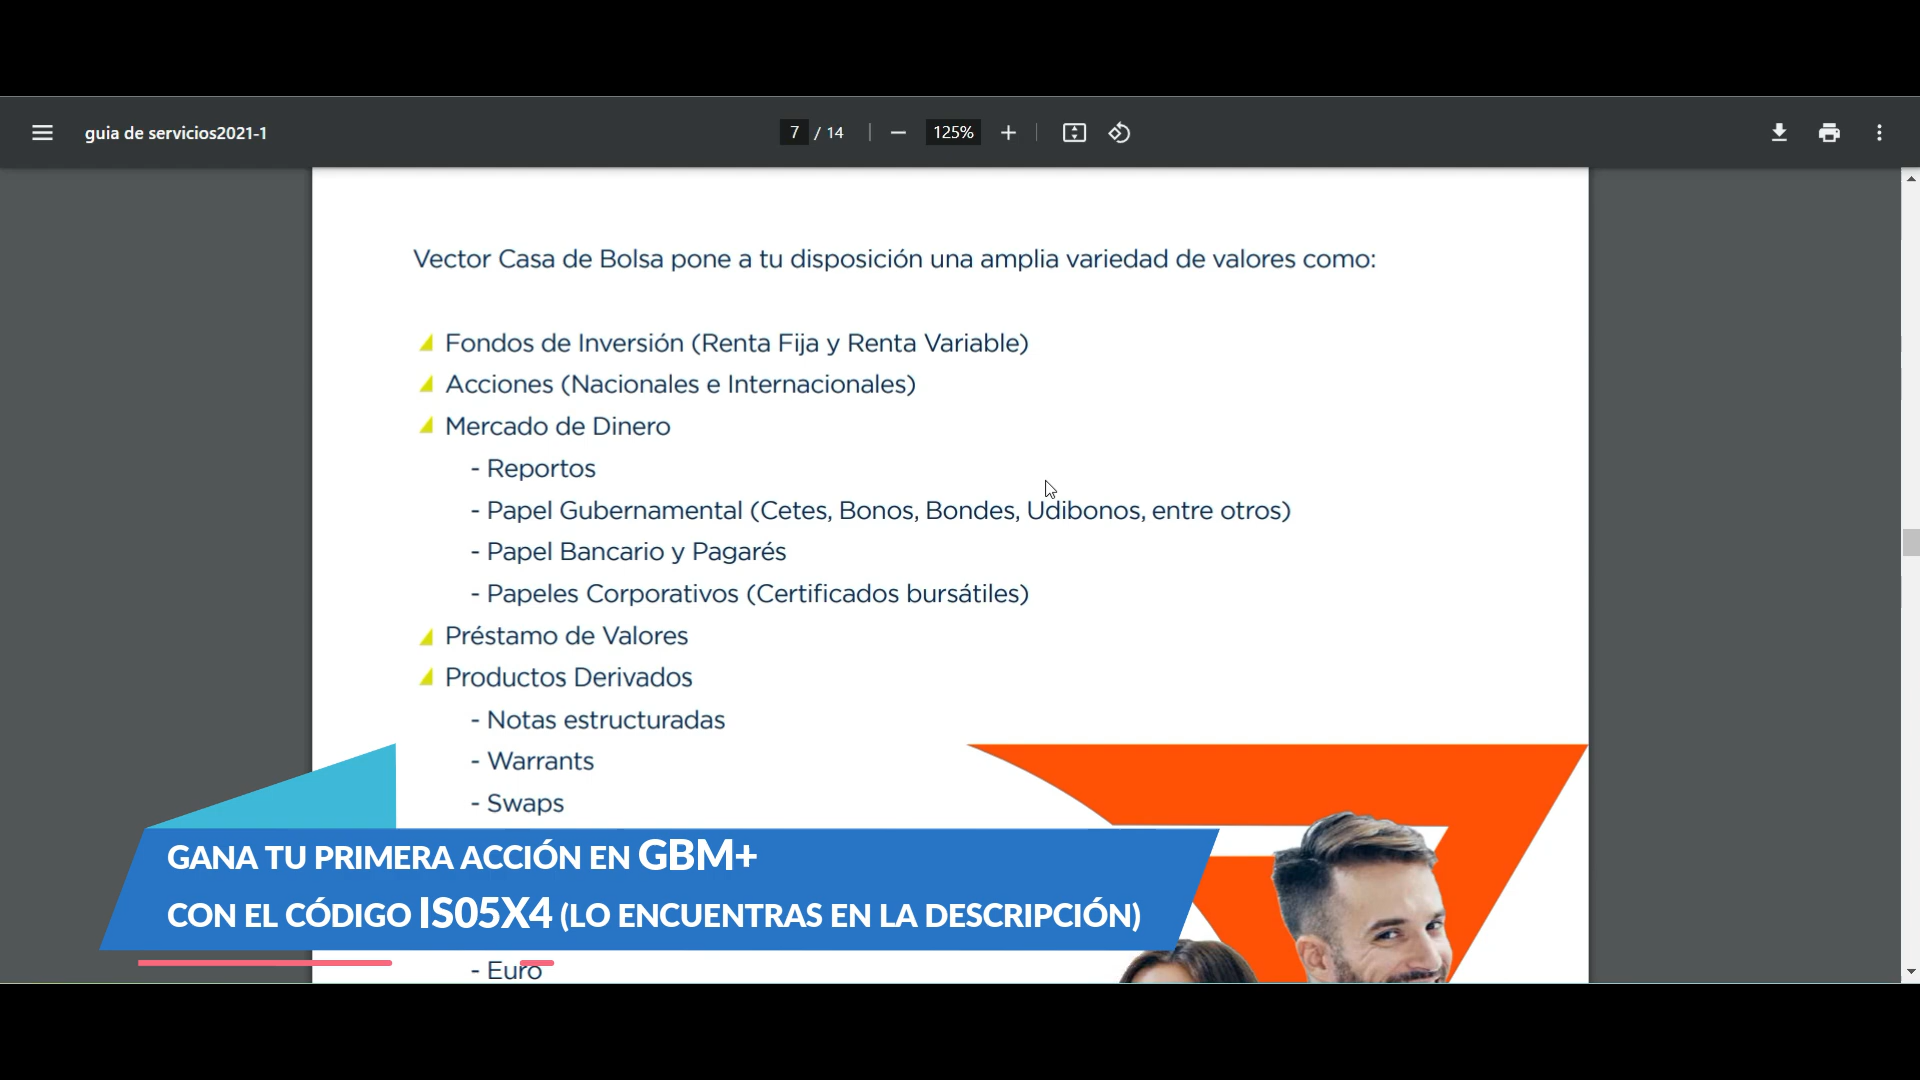 guia de servicios2021-1
7 / 14
125%
Vector Casa de Bolsa pone a tu disposición una amplia variedad de valores como:
Fondos de Inversión (Renta Fija y Renta Variable)
Acciones (Nacionales e Internacionales)
Mercado de Dinero
- Reportos
- Papel Gubernamental (Cetes, Bonos, Bondes, Udibonos, entre otros)
- Papel Bancario y Pagarés
- Papeles Corporativos (Certificados bursátiles)
Préstamo de Valores
Productos Derivados
- Notas estructuradas
- Warrants
- Swaps
GANA TU PRIMERA ACCIÓN EN GBM+
CON EL CÓDIGO IS05X4 (LO ENCUENTRAS EN LA DESCRIPCIÓN)
- Euro